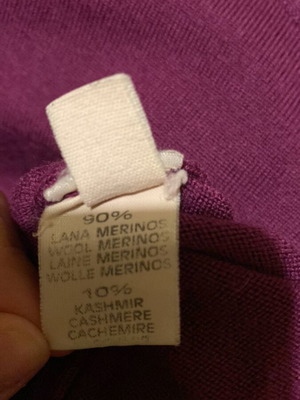 90%
LANA MERINOS
WOOL MERINOS
LAINE MERINOS
WOLLE MERINOS
10%
KASHMIR
CASHMERE
CACHEMIRE